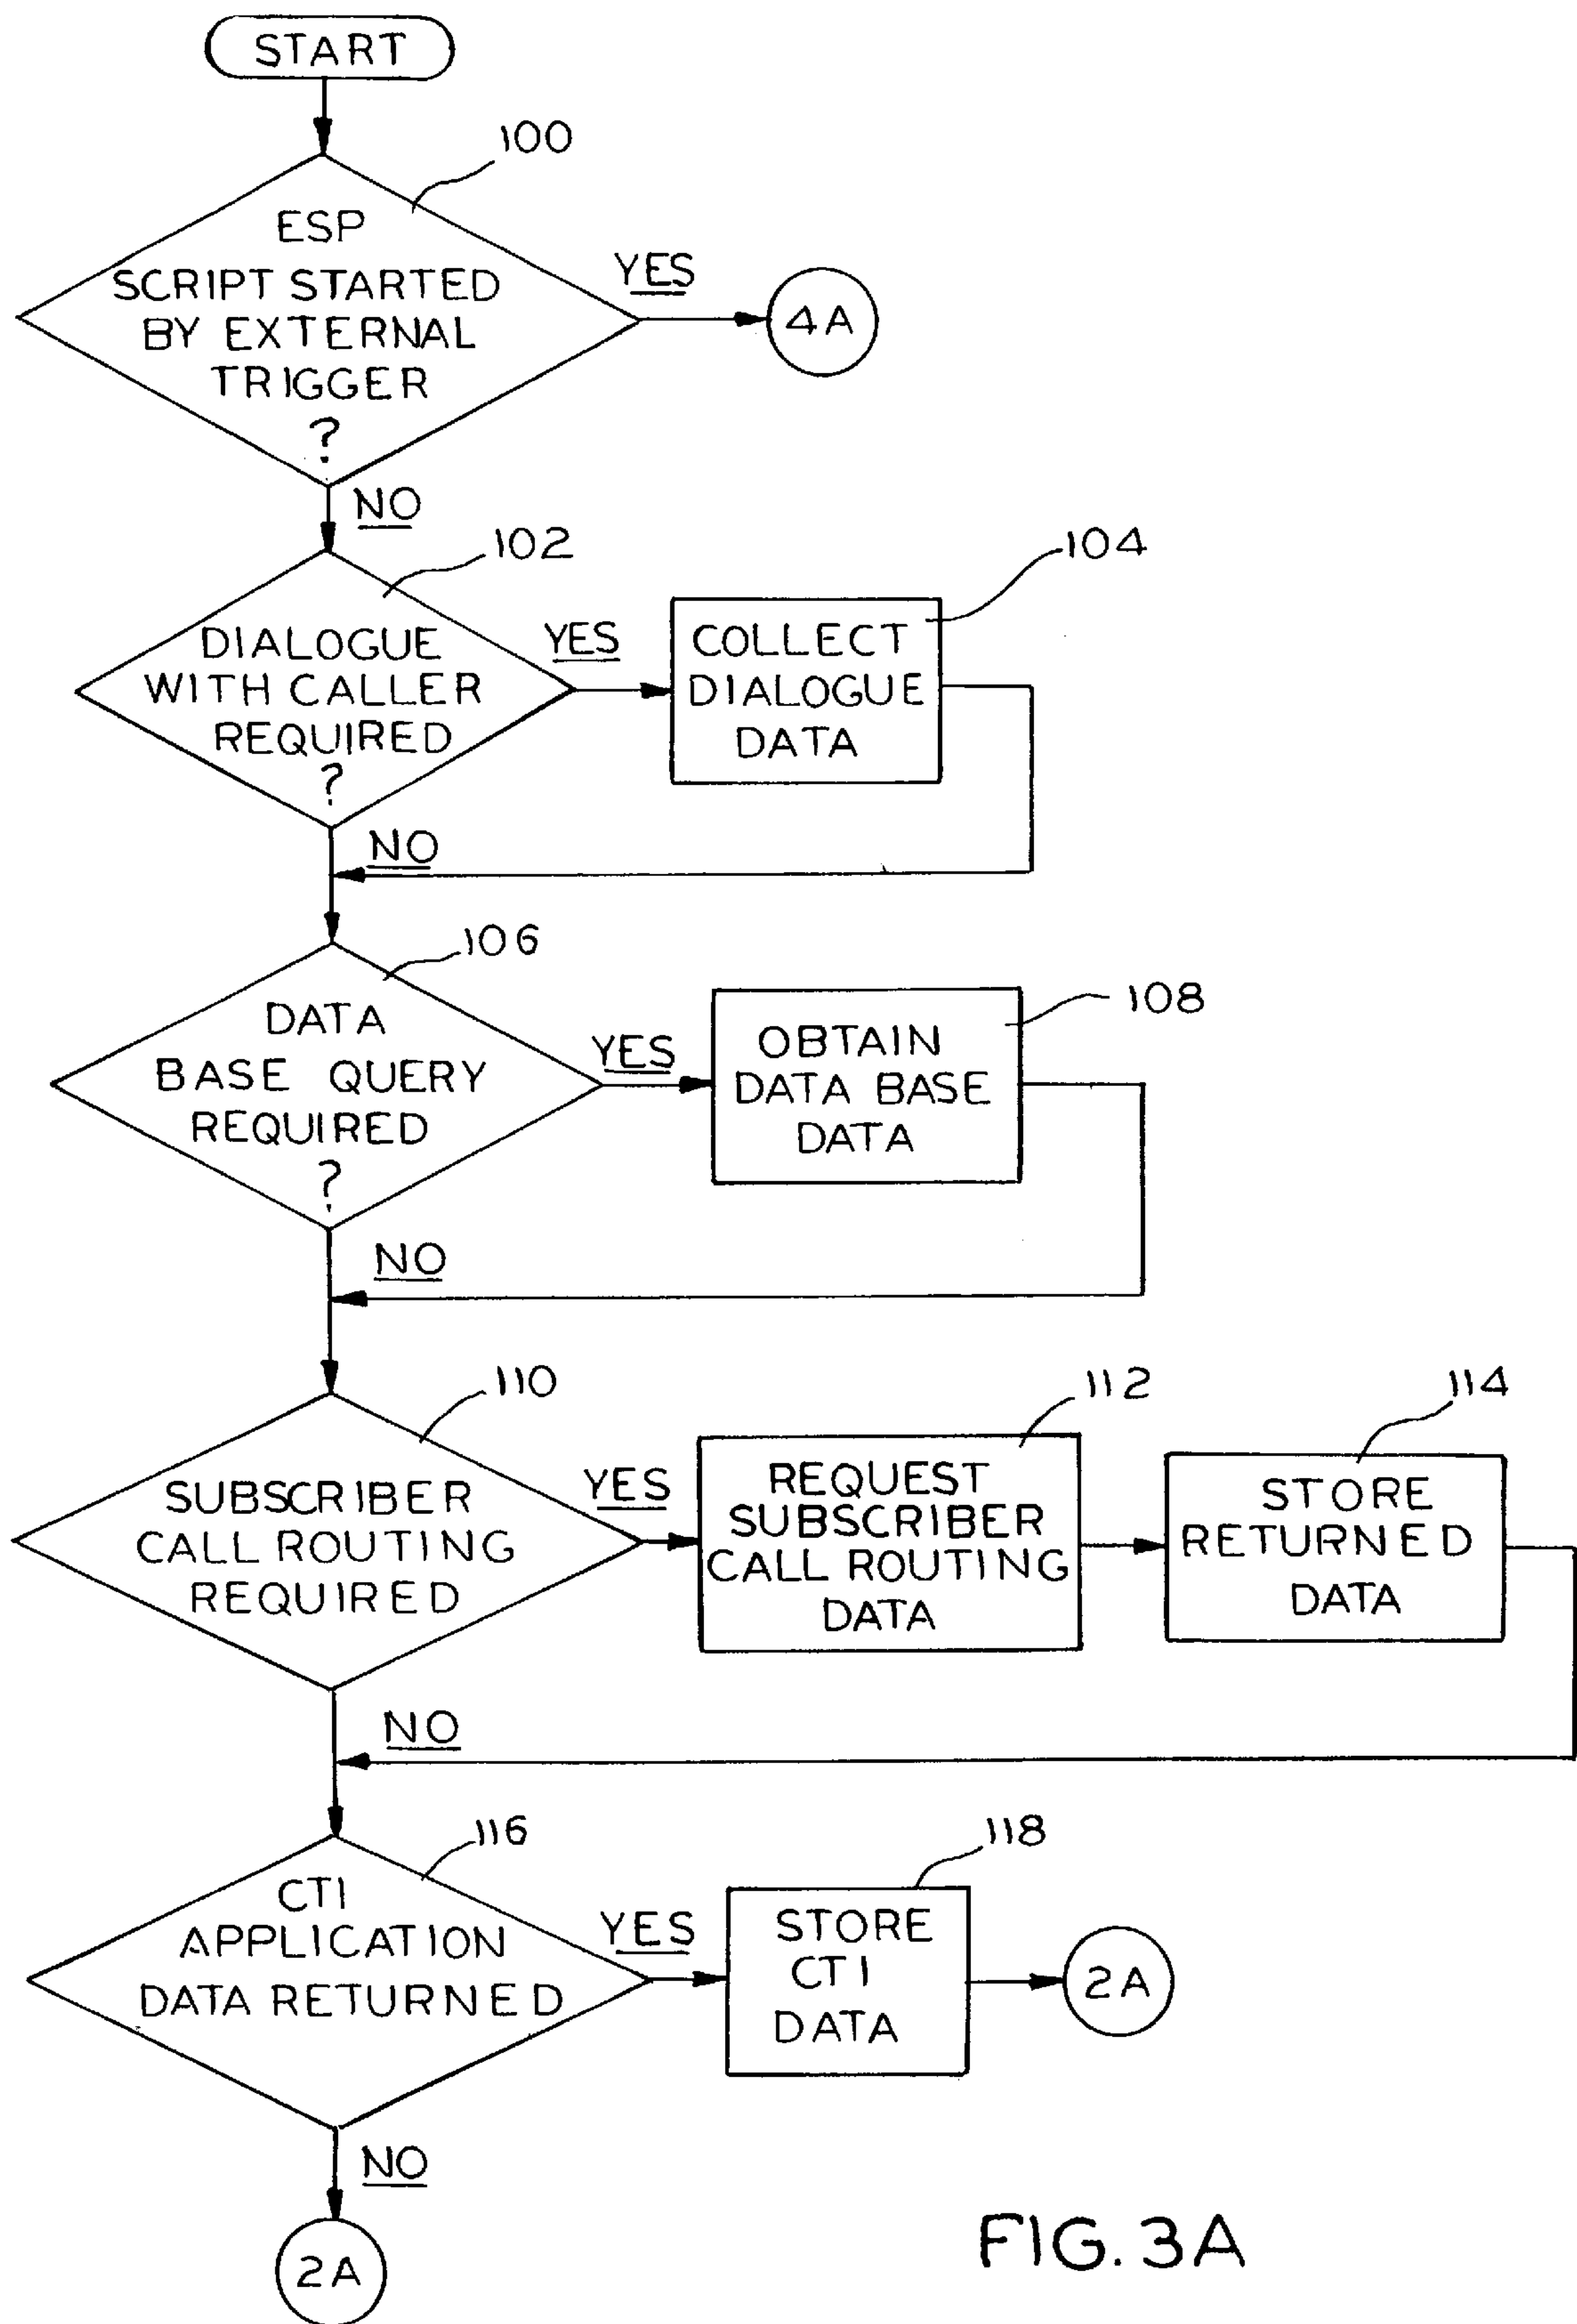 START
100
ESP
SCRIPT STARTED
BY EXTERNAL
TRIGGER
?
YES
4A
NO
102
DIALOGUE
WITH CALLER
REQUIRED
?
YES
104
COLLECT
DIALOGUE
DATA
NO
106
DATA
BASE QUERY
REQUIRED
?
YES
108
OBTAIN
DATA BASE
DATA
NO
110
SUBSCRIBER
CALL ROUTING
REQUIRED
YES
112
REQUEST
SUBSCRIBER
CALL ROUTING
DATA
114
STORE
RETURNED
DATA
NO
116
CTI
APPLICATION
DATA RETURNED
YES
118
STORE
CTI
DATA
2A
NO
2A
FIG. 3A